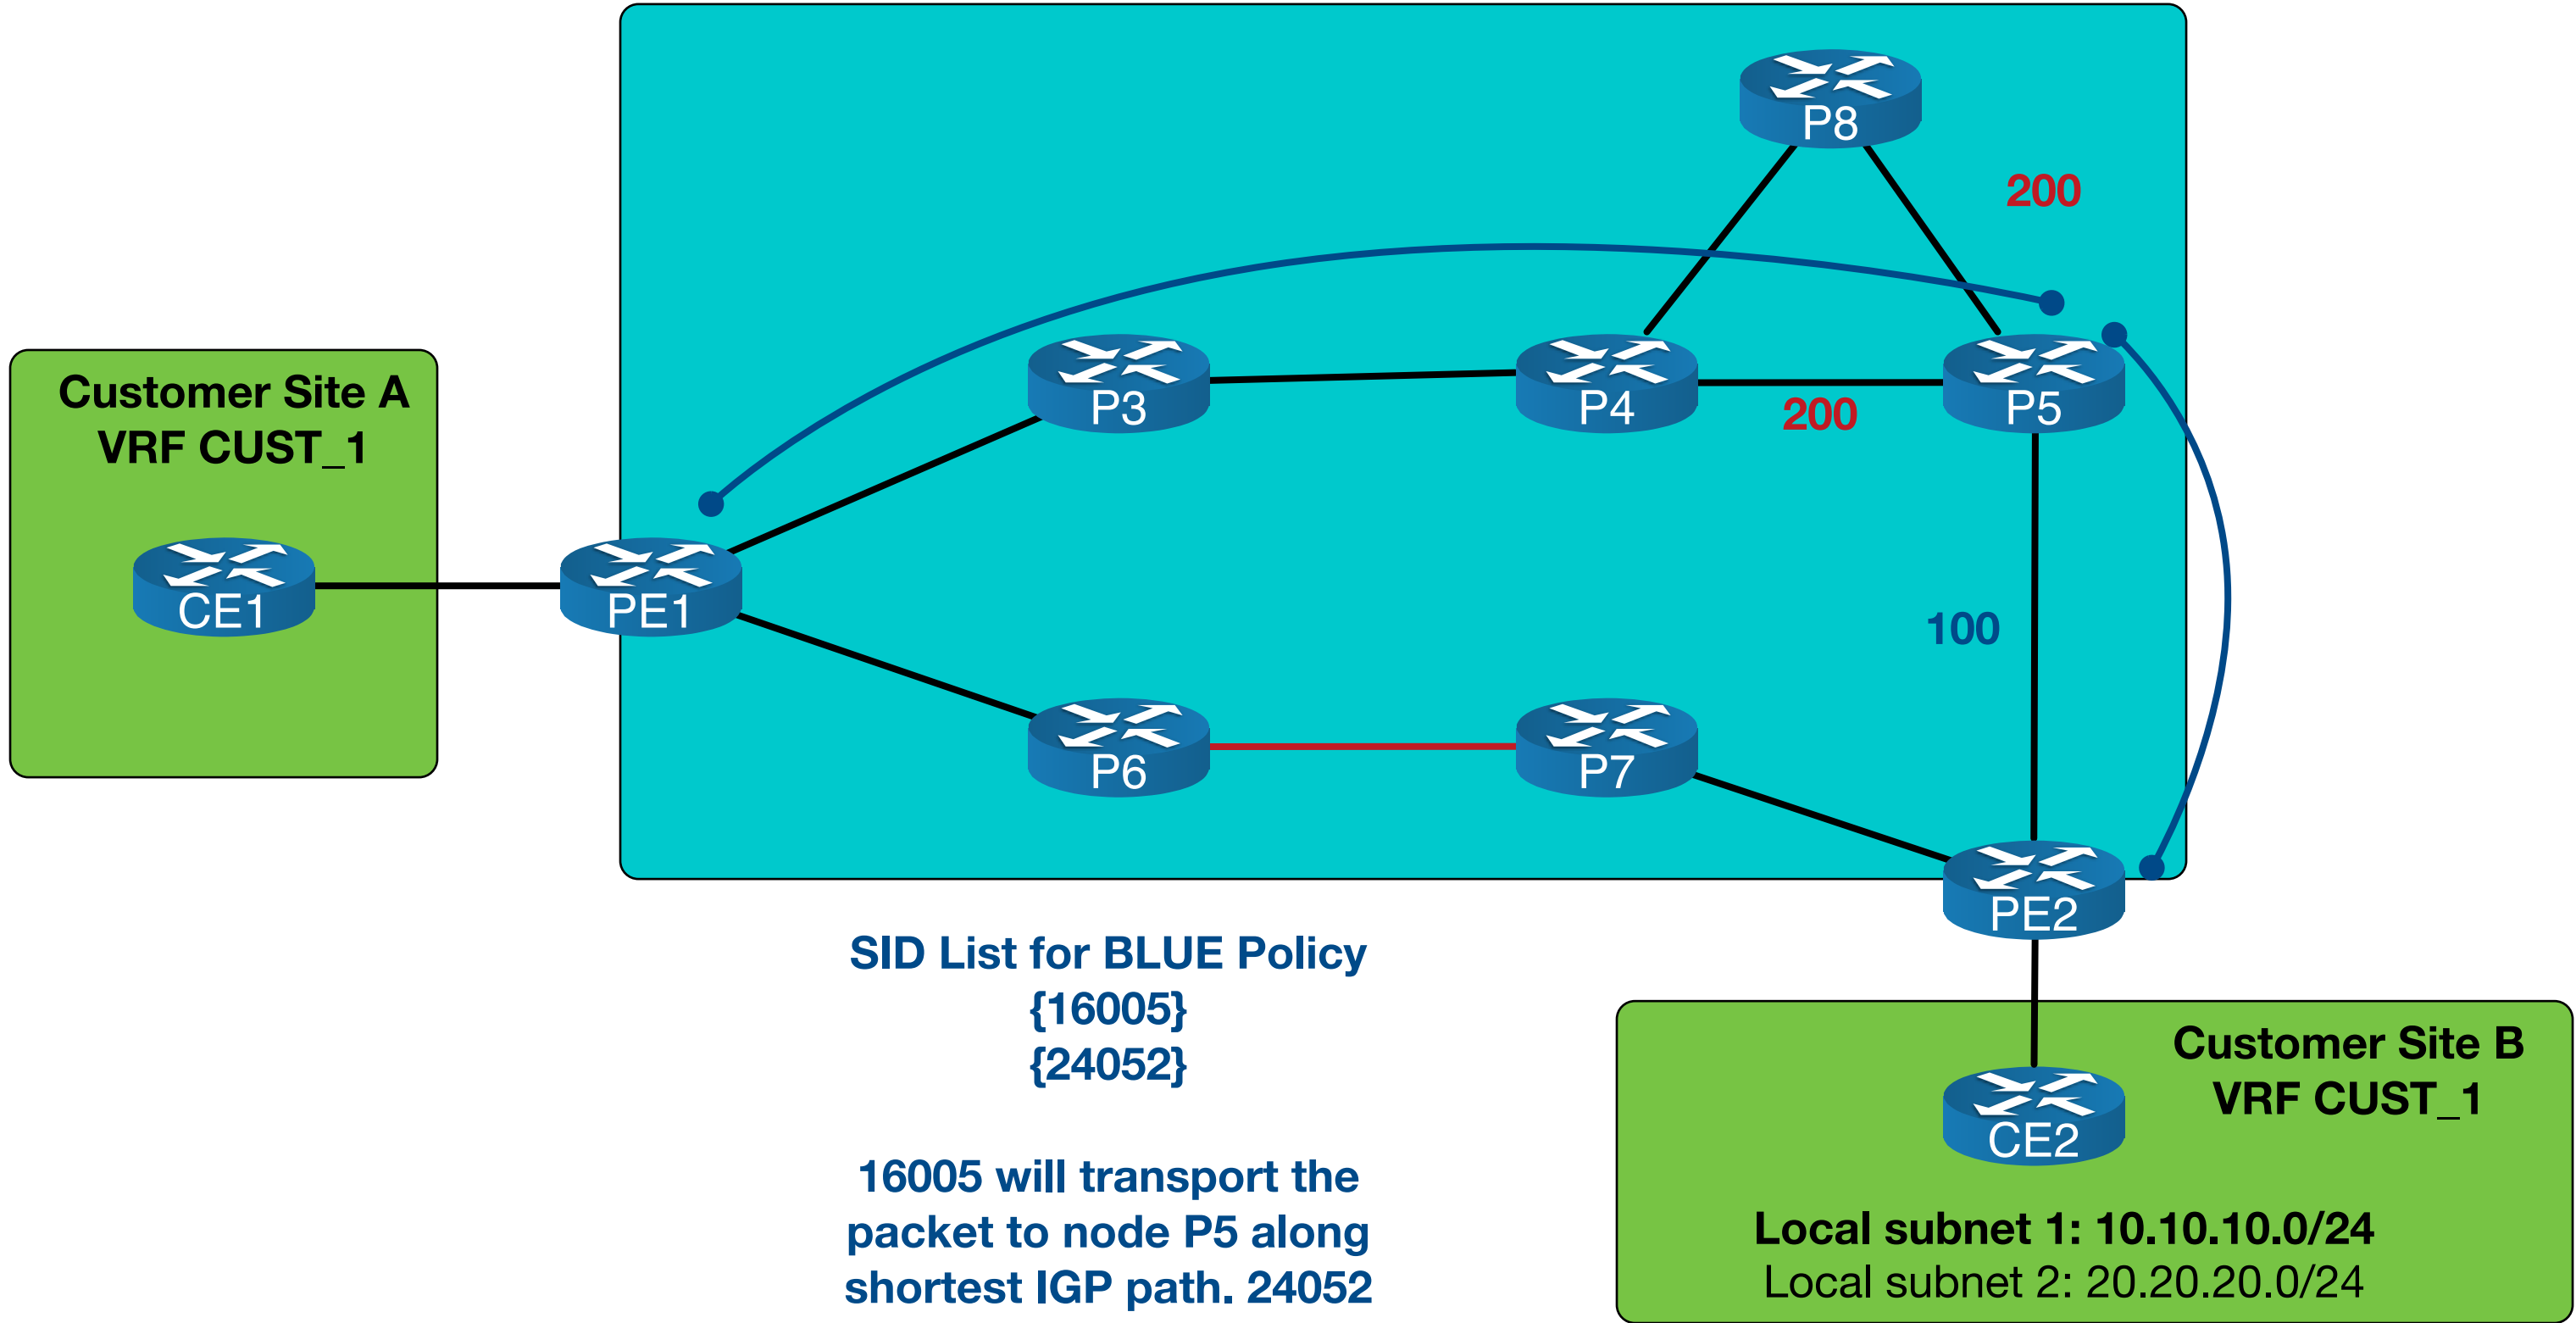 P8
200
Customer Site A
VRF CUST_1
P3
P4
200
P5
CE1
PE1
100
P6
P7
PE2
SID List for BLUE Policy
{16005}
{24052}
16005 will transport the
packet to node P5 along
shortest IGP path. 24052
Customer Site B
VRF CUST_1
CE2
Local subnet 1: 10.10.10.0/24
Local subnet 2: 20.20.20.0/24